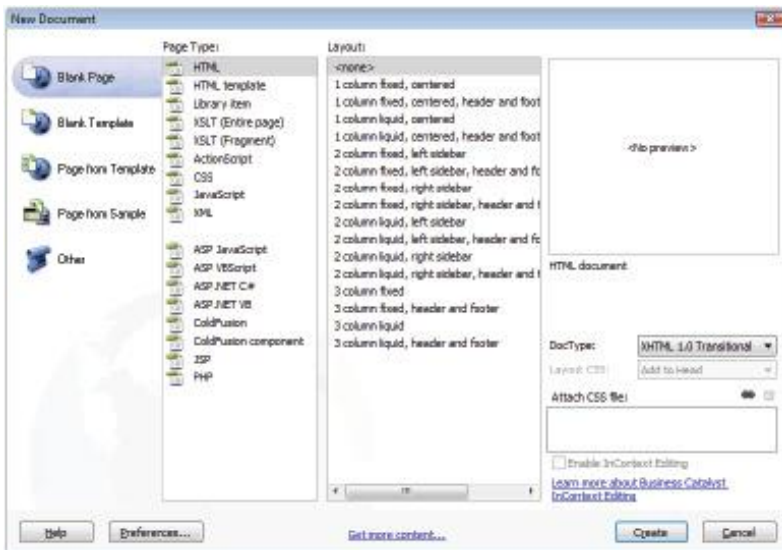 New Document
Blank Page
Blank Template
Page from Template
Page from Sample
Other
Page Type:
HTML
HTML template
Library item
XSLT (Entire page)
XSLT (Fragment)
ActionScript
CSS
JavaScript
XML
ASP JavaScript
ASP VBScript
ASP.NET C#
ASP.NET VB
ColdFusion
ColdFusion component
JSP
PHP
Layout:
<none>
1 column fixed, centered
1 column fixed, centered, header and foot
1 column liquid, centered
1 column liquid, centered, header and foot
2 column fixed, left sidebar
2 column fixed, left sidebar, header and fo
2 column fixed, right sidebar
2 column fixed, right sidebar, header and f
2 column liquid, left sidebar
2 column liquid, left sidebar, header and fo
2 column liquid, right sidebar
2 column liquid, right sidebar, header and f
3 column fixed
3 column fixed, header and footer
3 column liquid
3 column liquid, header and footer
<No preview>
HTML document
DocType: XHTML 1.0 Transitional
Layout CSS: Add to Head
Attach CSS file:
Enable InContext Editing
Learn more about Business Catalyst
InContext Editing
Help
Preferences...
Get more content...
Create
Cancel